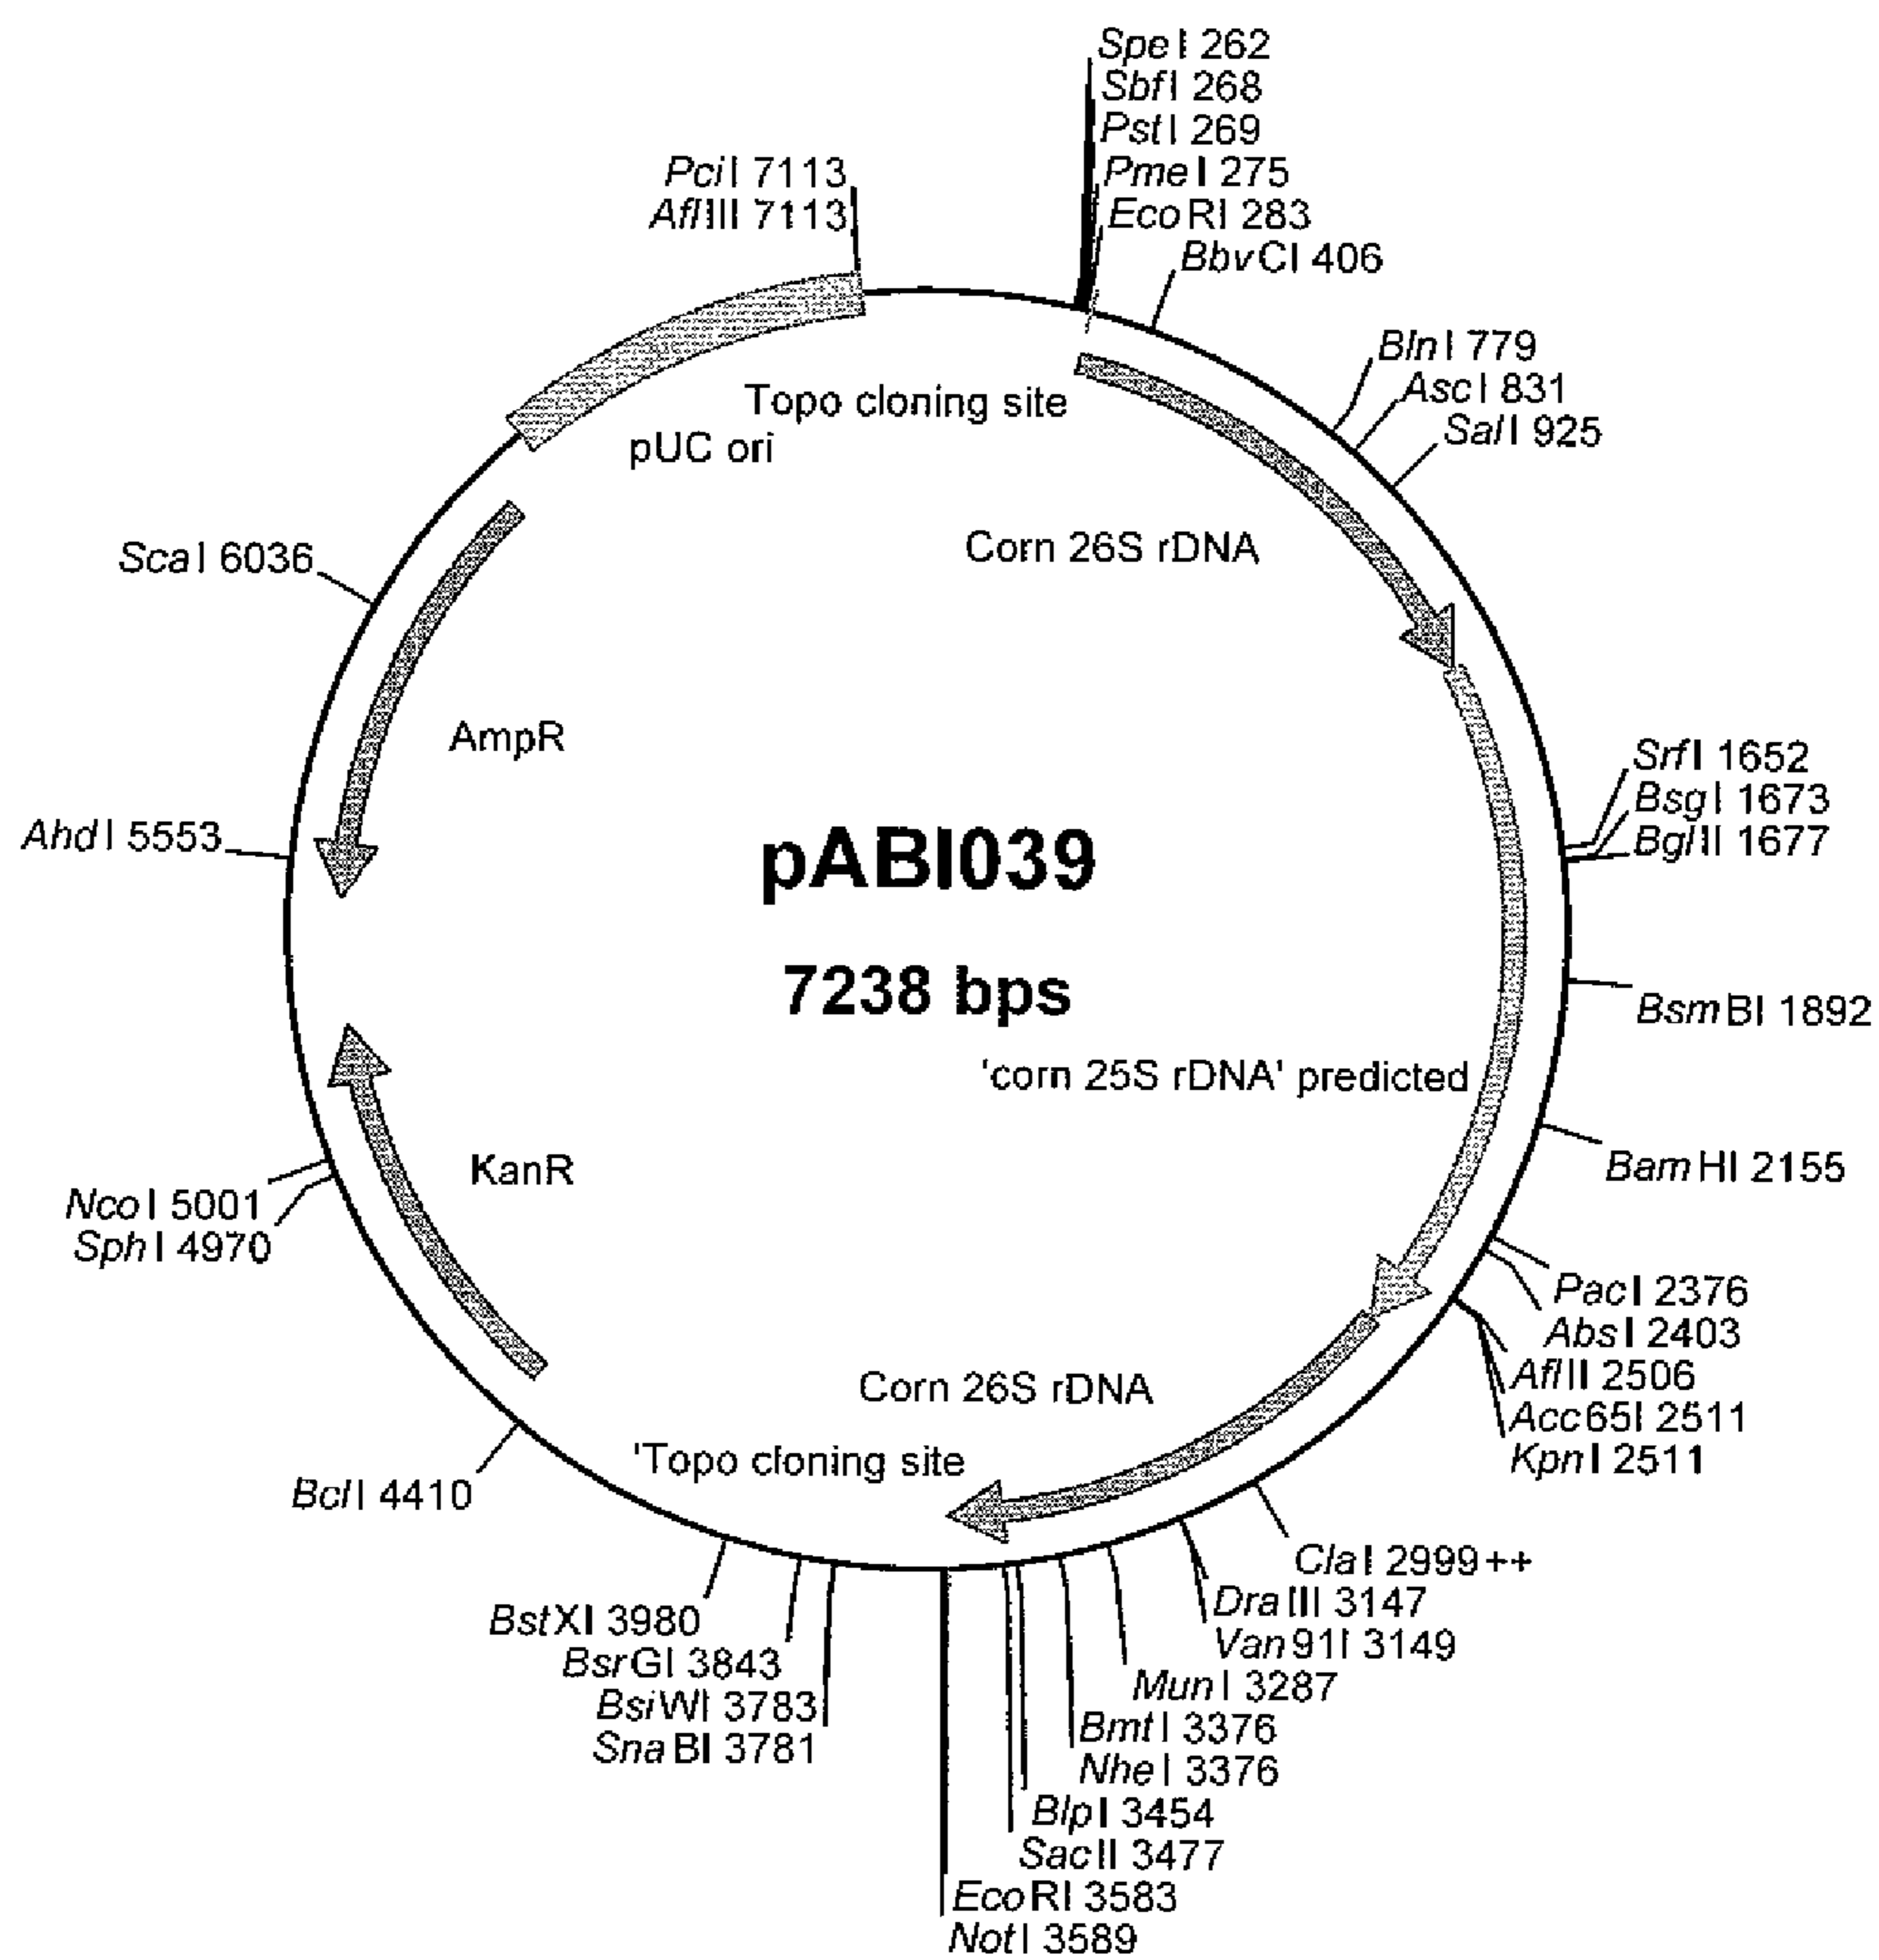 SpeI 262
SbfI 268
PstI 269
PmeI 275
EcoRI 283
BbvCI 406
PciI 7113
AflIII 7113
BlnI 779
AscI 831
SalI 925
Topo cloning site
pUC ori
ScaI 6036
Corn 26S rDNA
AmpR
SrfI 1652
BsgI 1673
BglII 1677
AhdI 5553
pABI039
7238 bps
BsmBI 1892
'corn 25S rDNA' predicted
BamHI 2155
KanR
NcoI 5001
SphI 4970
PacI 2376
AbsI 2403
AflII 2506
Acc65I 2511
KpnI 2511
Corn 26S rDNA
'Topo cloning site
BclI 4410
ClaI 2999++
DraIII 3147
Van91I 3149
MunI 3287
BmtI 3376
NheI 3376
BlpI 3454
SacII 3477
EcoRI 3583
NotI 3589
BstXI 3980
BsrGI 3843
BsiWI 3783
SnaBI 3781